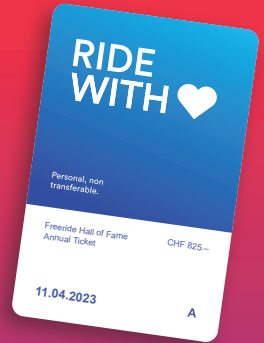 RIDE
WITH
Personal, non
transferable.
Freeride Hall of Fame
Annual Ticket
CHF 825.–
11.04.2023
A